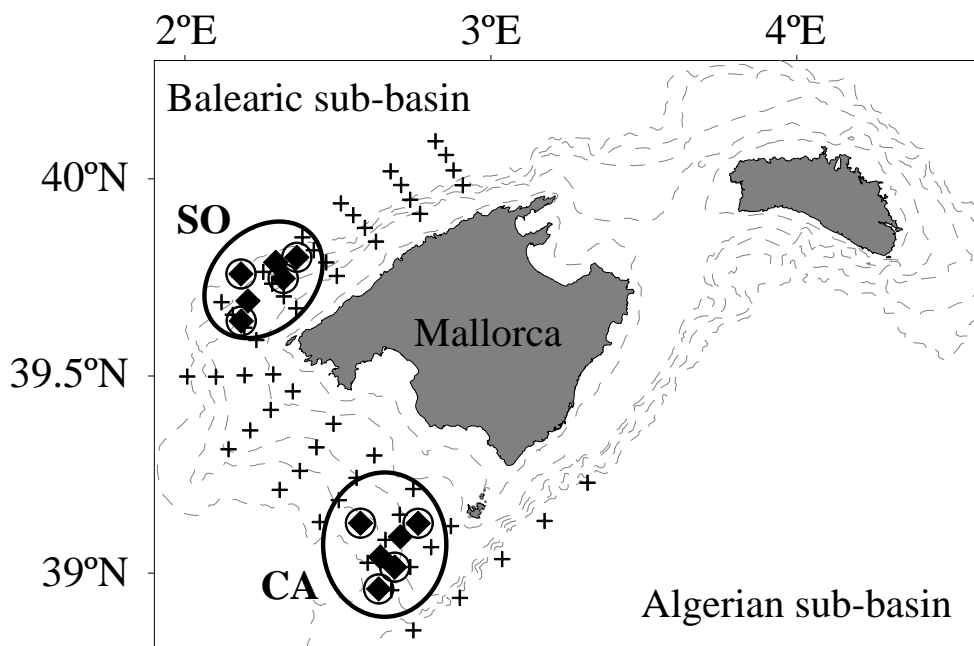 2ºE 3ºE 4ºE
Balearic sub-basin
40ºN
SO
Mallorca
39.5ºN
39ºN
CA
Algerian sub-basin